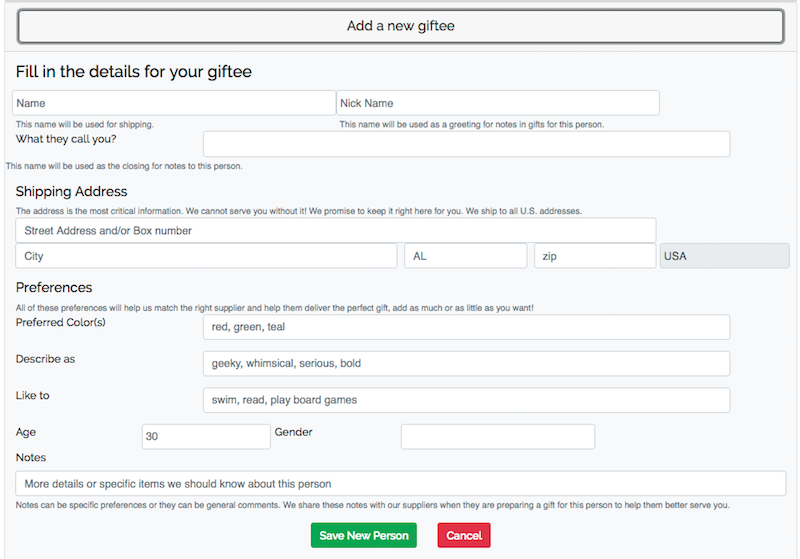 Add a new giftee
Fill in the details for your giftee
Name Nick Name
This name will be used for shipping. This name will be used as a greeting for notes in gifts for this person.
What they call you?
This name will be used as the closing for notes to this person.
Shipping Address
The address is the most critical information. We cannot serve you without it! We promise to keep it right here for you. We ship to all U.S. addresses.
Street Address and/or Box number
City AL zip USA
Preferences
All of these preferences will help us match the right supplier and help them deliver the perfect gift, add as much or as little as you want!
Preferred Color(s) red, green, teal
Describe as geeky, whimsical, serious, bold
Like to swim, read, play board games
Age 30 Gender
Notes
More details or specific items we should know about this person
Notes can be specific preferences or they can be general comments. We share these notes with our suppliers when they are preparing a gift for this person to help them better serve you.
Save New Person Cancel